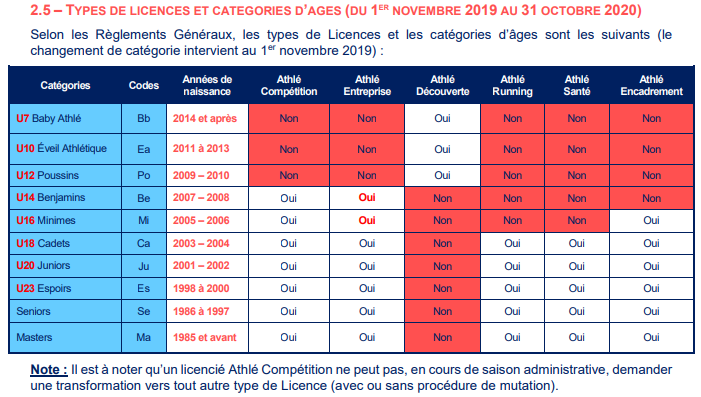 2.5 – TYPES DE LICENCES ET CATEGORIES D'AGES (DU 1ER NOVEMBRE 2019 AU 31 OCTOBRE 2020)
Selon les Règlements Généraux, les types de Licences et les catégories d'âges sont les suivants (le
changement de catégorie intervient au 1er novembre 2019) :
Catégories Codes Années de naissance Athlé Compétition Athlé Entreprise Athlé Découverte Athlé Running Athlé Santé Athlé Encadrement
U7 Baby Athlé Bb 2014 et après Non Non Oui Non Non Non
U10 Éveil Athlétique Ea 2011 à 2013 Non Non Oui Non Non Non
U12 Poussins Po 2009 – 2010 Non Non Oui Non Non Non
U14 Benjamins Be 2007 – 2008 Oui Oui Non Non Non Non
U16 Minimes Mi 2005 – 2006 Oui Oui Non Non Non Oui
U18 Cadets Ca 2003 – 2004 Oui Oui Non Oui Oui Oui
U20 Juniors Ju 2001 – 2002 Oui Oui Non Oui Oui Oui
U23 Espoirs Es 1998 à 2000 Oui Oui Non Oui Oui Oui
Seniors Se 1986 à 1997 Oui Oui Non Oui Oui Oui
Masters Ma 1985 et avant Oui Oui Non Oui Oui Oui
Note : Il est à noter qu'un licencié Athlé Compétition ne peut pas, en cours de saison administrative, demander
une transformation vers tout autre type de Licence (avec ou sans procédure de mutation).